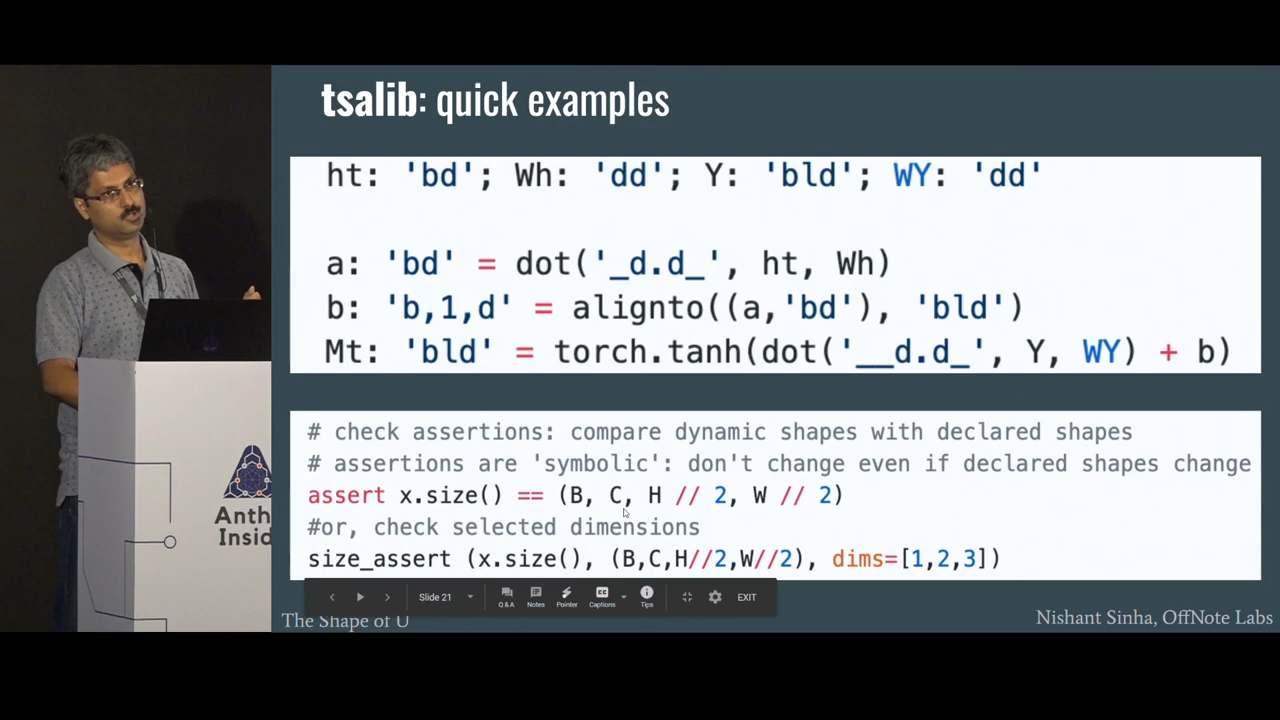 tsalib: quick examples
ht: 'bd'; Wh: 'dd'; Y: 'bld'; WY: 'dd'
a: 'bd' = dot('_d.d_', ht, Wh)
b: 'b,1,d' = alignto((a,'bd'), 'bld')
Mt: 'bld' = torch.tanh(dot('__d.d_', Y, WY) + b)
# check assertions: compare dynamic shapes with declared shapes
# assertions are 'symbolic': don't change even if declared shapes change
assert x.size() == (B, C, H // 2, W // 2)
#or, check selected dimensions
size_assert (x.size(), (B,C,H//2,W//2), dims=[1,2,3])
Slide 21
Q & A
Notes
Pointer
Captions
Tips
EXIT
The Shape of U
Nishant Sinha, OffNote Labs
Anth
Insid